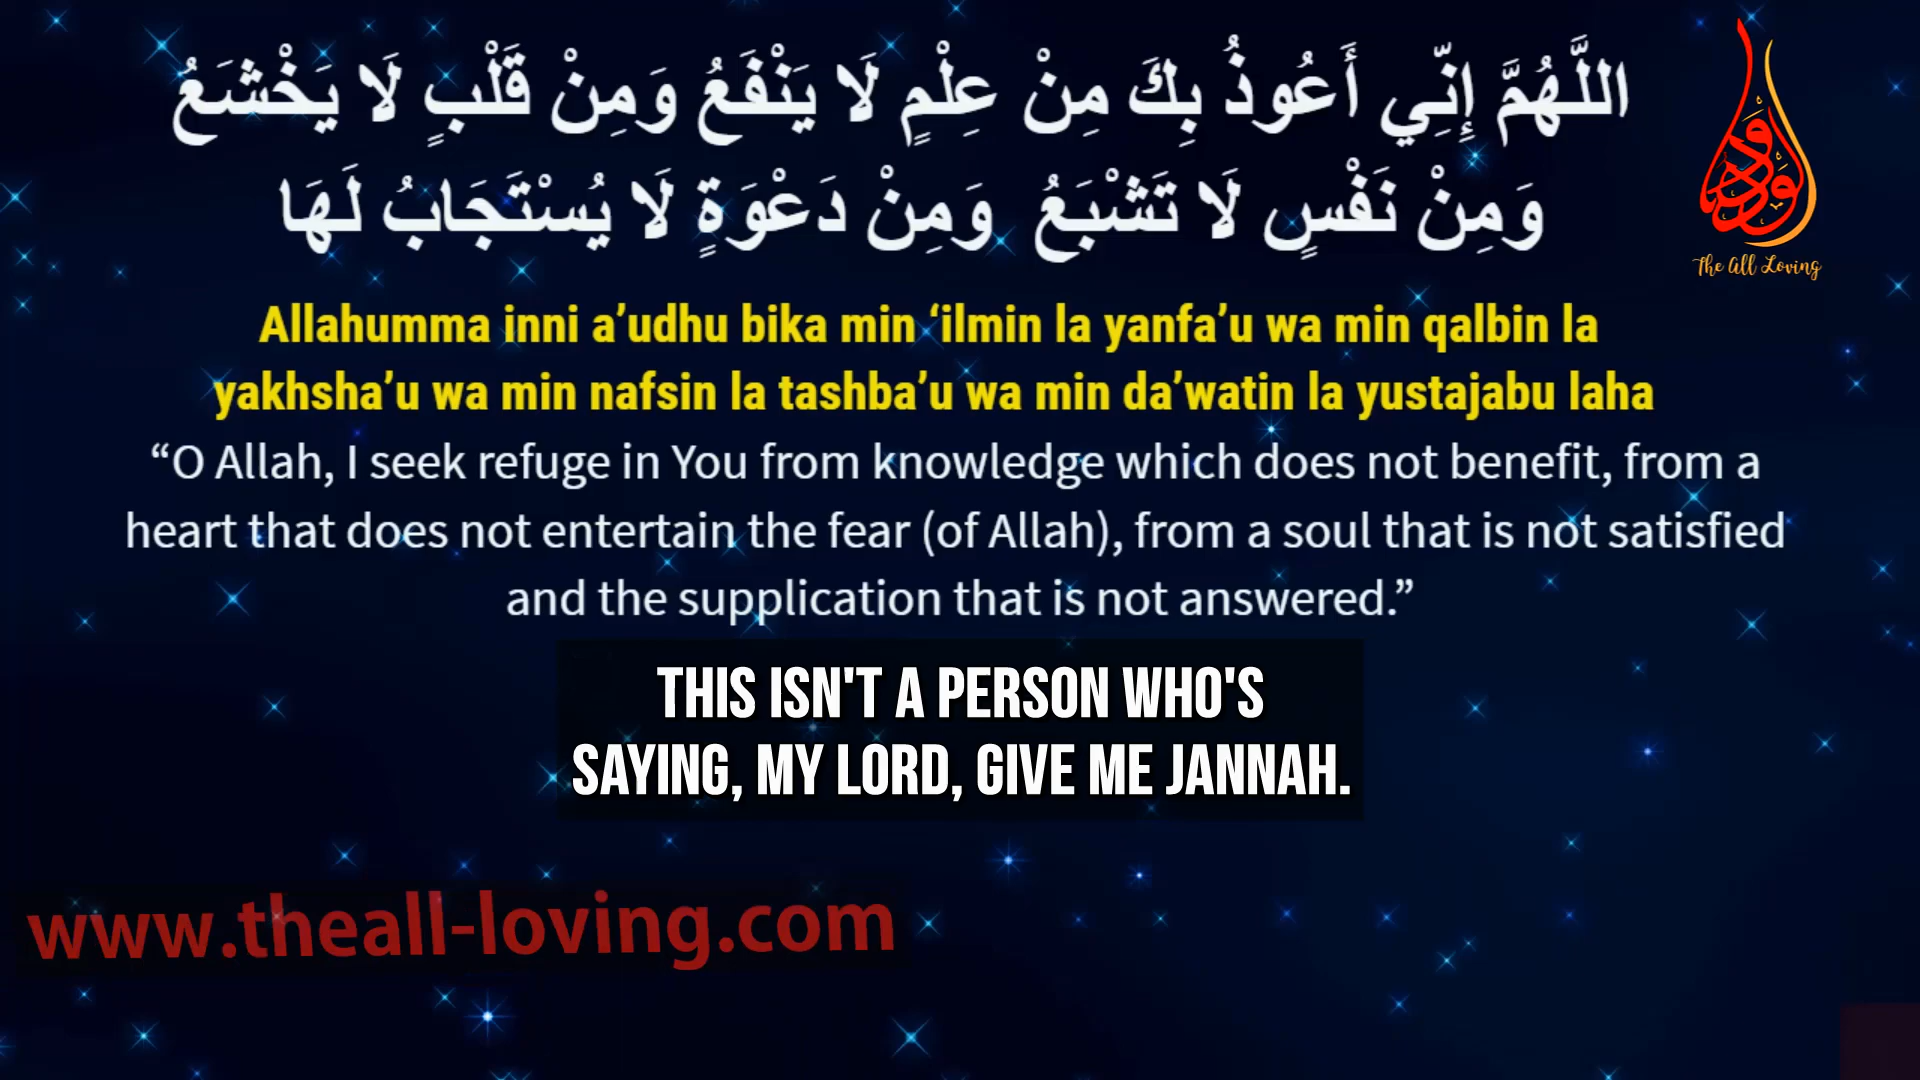 اللَّهُمَّ إِنِّي أَعُوذُ بِكَ مِنْ عِلْمٍ لَا يَنْفَعُ وَمِنْ قَلْبٍ لَا يَخْشَعُ
وَمِنْ نَفْسٍ لَا تَشْبَعُ وَمِنْ دَعْوَةٍ لَا يُسْتَجَابُ لَهَا
The All Loving
Allahumma inni a’udhu bika min ‘ilmin la yanfa’u wa min qalbin la
yakhsha’u wa min nafsin la tashba’u wa min da’watin la yustajabu laha
“O Allah, I seek refuge in You from knowledge which does not benefit, from a
heart that does not entertain the fear (of Allah), from a soul that is not satisfied
and the supplication that is not answered.”
THIS ISN'T A PERSON WHO'S
SAYING, MY LORD, GIVE ME JANNAH.
www.theall-loving.com